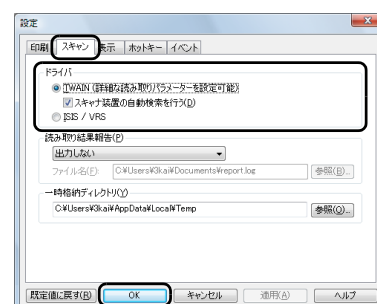 設定
印刷 スキャン 表示 ホットキー イベント
ドライバ
TWAIN (詳細な読み取りパラメーターを設定可能)
スキャナ装置の自動検索を行う(D)
ISIS / VRS
読み取り結果報告(P)
出力しない
ファイル名(F): C:¥Users¥3kai¥Documents¥report.log 参照(B)...
一時格納ディレクトリ(Y)
C:¥Users¥3kai¥AppData¥Local¥Temp 参照(O)...
既定値に戻す(R) OK キャンセル 適用(A) ヘルプ